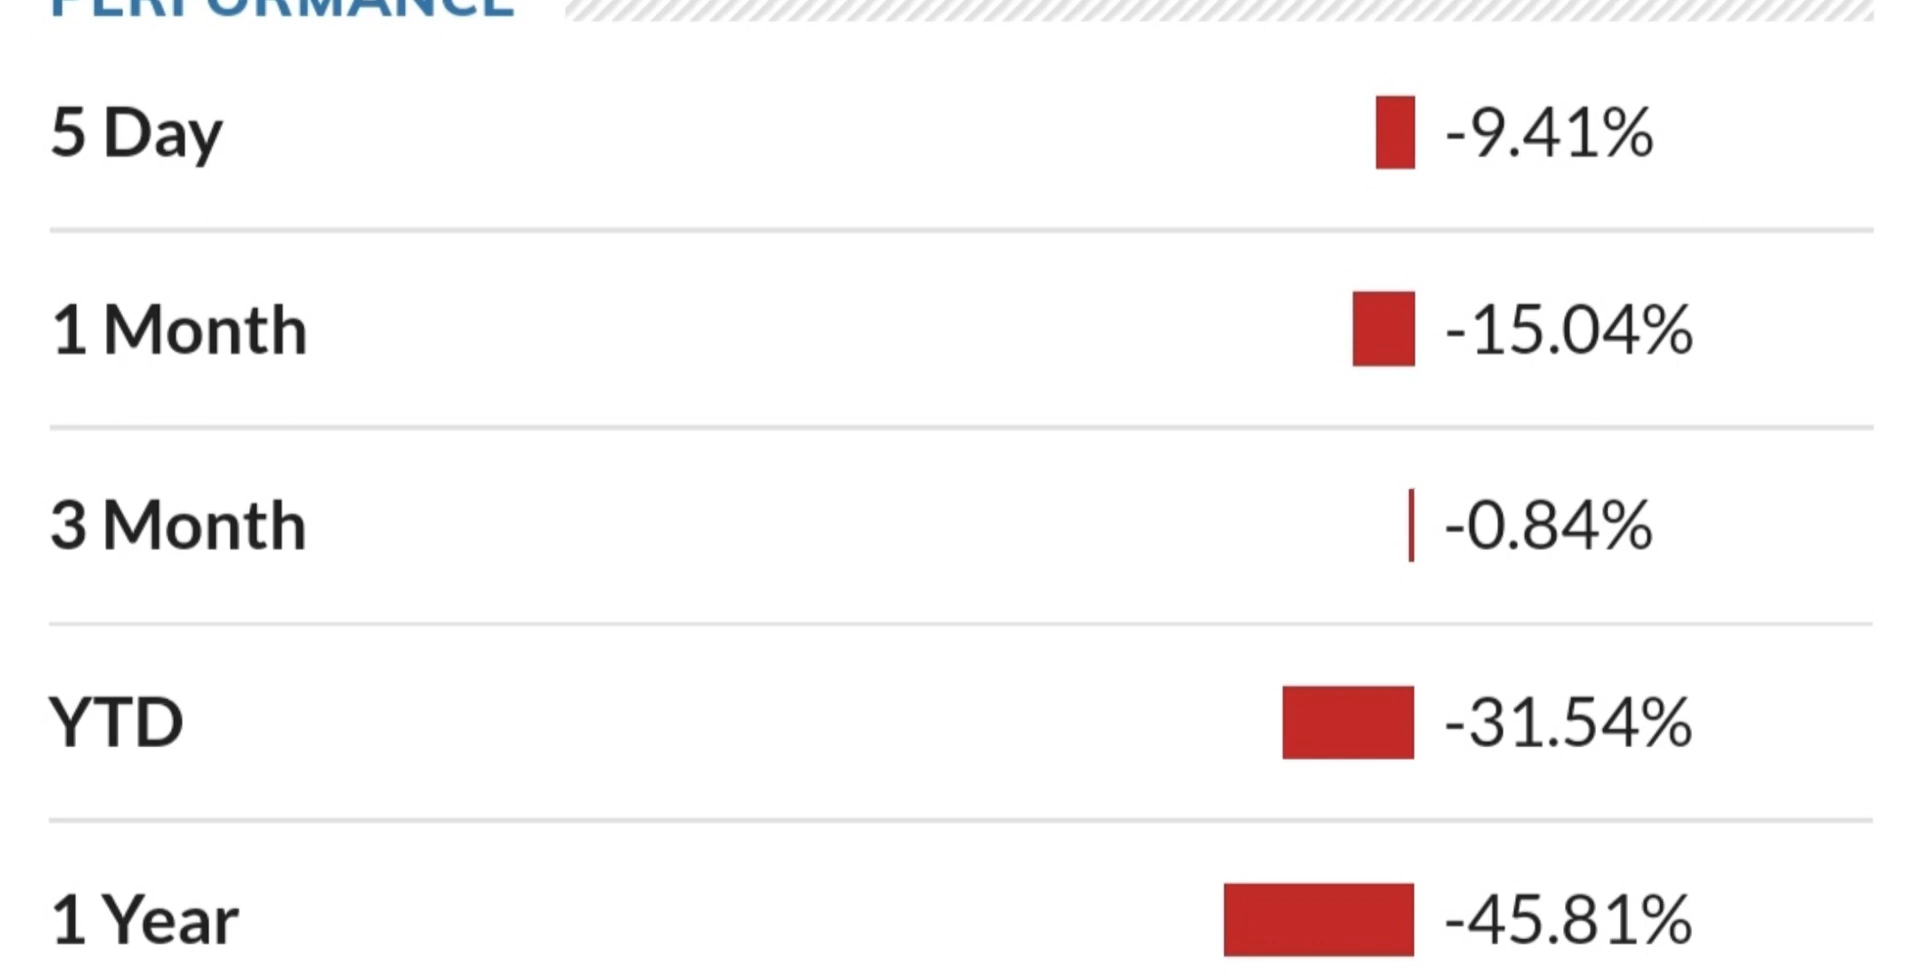 PERFORMANCE
5 Day -9.41%
1 Month -15.04%
3 Month -0.84%
YTD -31.54%
1 Year -45.81%